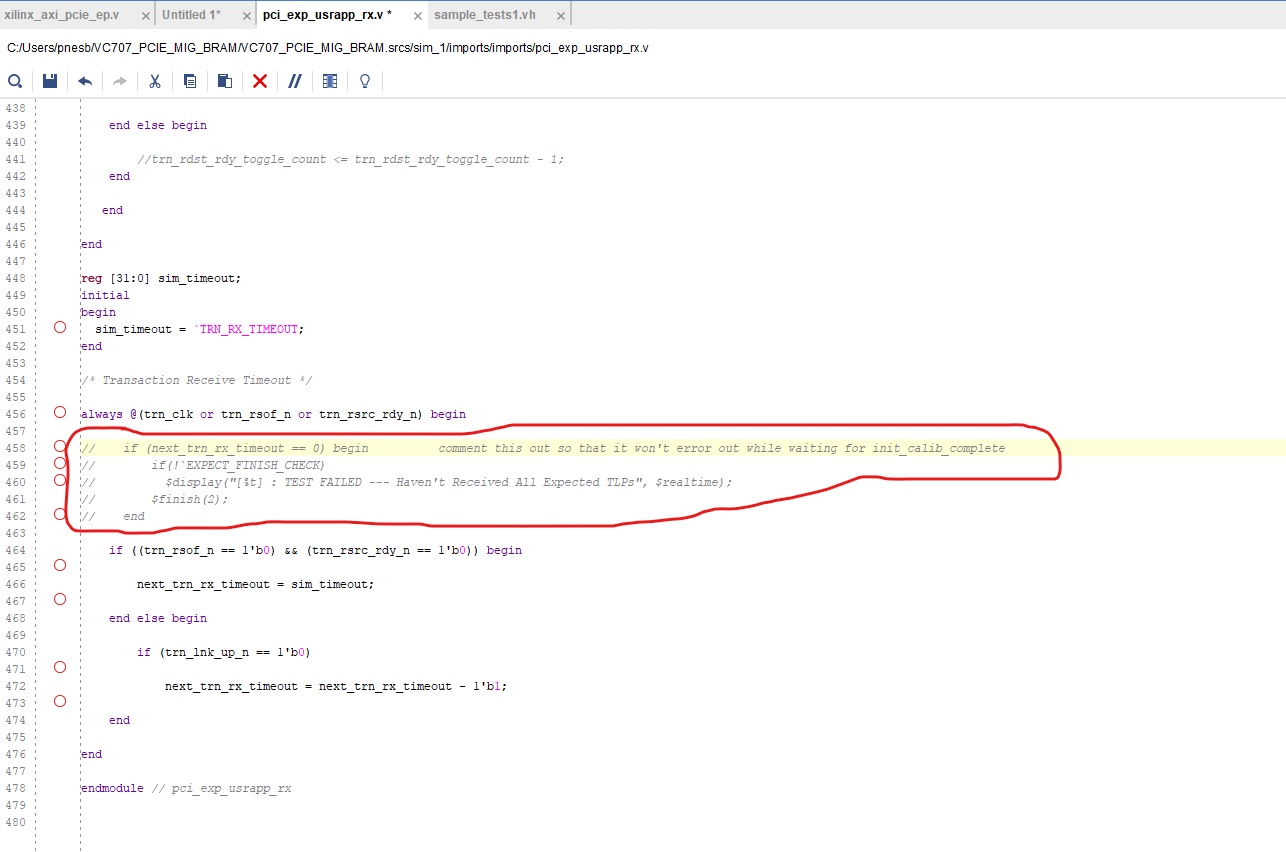 xilinx_axi_pcie_ep.v × Untitled 1* × pci_exp_usrapp_rx.v * × sample_tests1.vh ×
C:/Users/pnesb/VC707_PCIE_MIG_BRAM/VC707_PCIE_MIG_BRAM.srcs/sim_1/imports/imports/pci_exp_usrapp_rx.v
438
439 end else begin
440
441 //trn_rdst_rdy_toggle_count <= trn_rdst_rdy_toggle_count - 1;
442 end
443
444 end
445
446 end
447
448 reg [31:0] sim_timeout;
449 initial
450 begin
451 sim_timeout = `TRN_RX_TIMEOUT;
452 end
453
454 /* Transaction Receive Timeout */
455
456 always @(trn_clk or trn_rsof_n or trn_rsrc_rdy_n) begin
457
458 // if (next_trn_rx_timeout == 0) begin comment this out so that it won't error out while waiting for init_calib_complete
459 // if(!`EXPECT_FINISH_CHECK)
460 // $display("[%t] : TEST FAILED --- Haven't Received All Expected TLPs", $realtime);
461 // $finish(2);
462 // end
463
464 if ((trn_rsof_n == 1'b0) && (trn_rsrc_rdy_n == 1'b0)) begin
465
466 next_trn_rx_timeout = sim_timeout;
467
468 end else begin
469
470 if (trn_lnk_up_n == 1'b0)
471
472 next_trn_rx_timeout = next_trn_rx_timeout - 1'b1;
473
474 end
475
476 end
477
478 endmodule // pci_exp_usrapp_rx
479
480